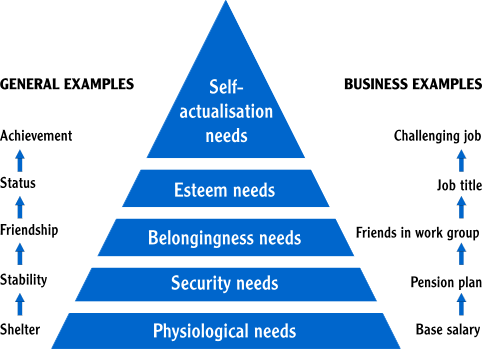 GENERAL EXAMPLES
Achievement
Status
Friendship
Stability
Shelter
Self-
actualisation
needs
Esteem needs
Belongingness needs
Security needs
Physiological needs
BUSINESS EXAMPLES
Challenging job
Job title
Friends in work group
Pension plan
Base salary